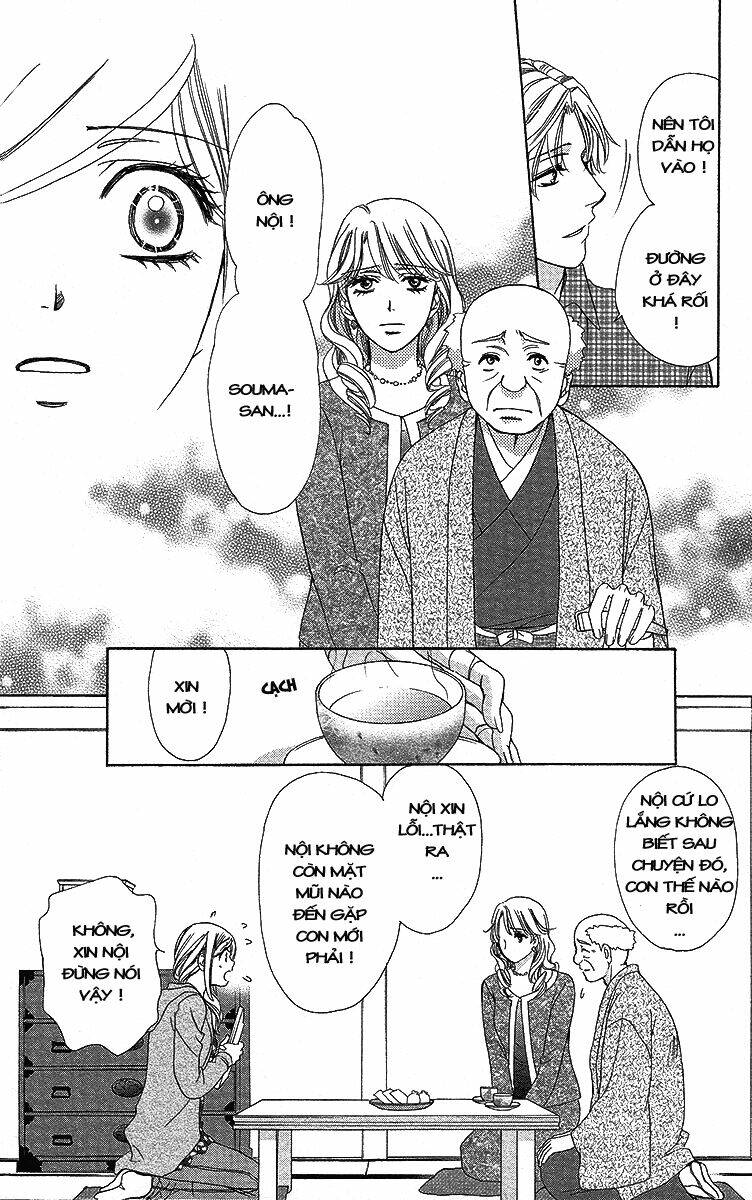 NÊN TÔI
DẪN HỌ
VÀO !
ĐƯỜNG
Ở ĐÂY
KHÁ RỐI
!
ÔNG
NỘI !
SOUMA-
SAN...!
XIN
MỜI !
CẠCH
NỘI CỨ LO
LẮNG KHÔNG
BIẾT SAU
CHUYỆN ĐÓ,
CON THẾ NÀO
RỒI
...
NỘI XIN
LỖI...THẬT
RA
...
NỘI KHÔNG
CÒN MẶT
MŨI NÀO
ĐẾN GẶP
CON MỚI
PHẢI !
KHÔNG,
XIN NỘI
ĐỪNG NÓI
VẬY !